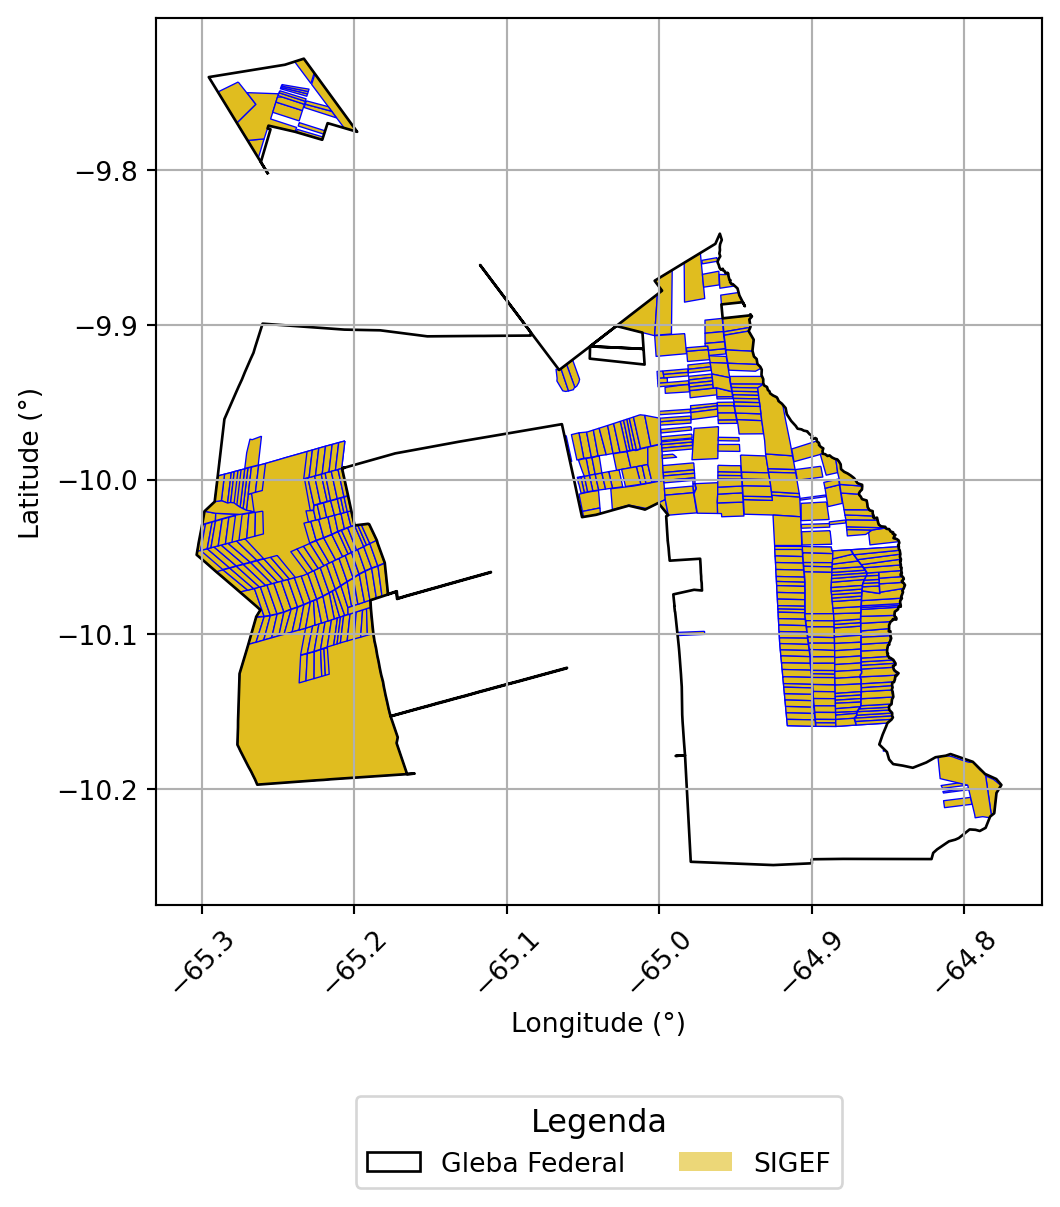 −9.8
−9.9
−10.0
−10.1
−10.2
Latitude (°)
−65.3
−65.2
−65.1
−65.0
−64.9
−64.8
Longitude (°)
Legenda
Gleba Federal
SIGEF